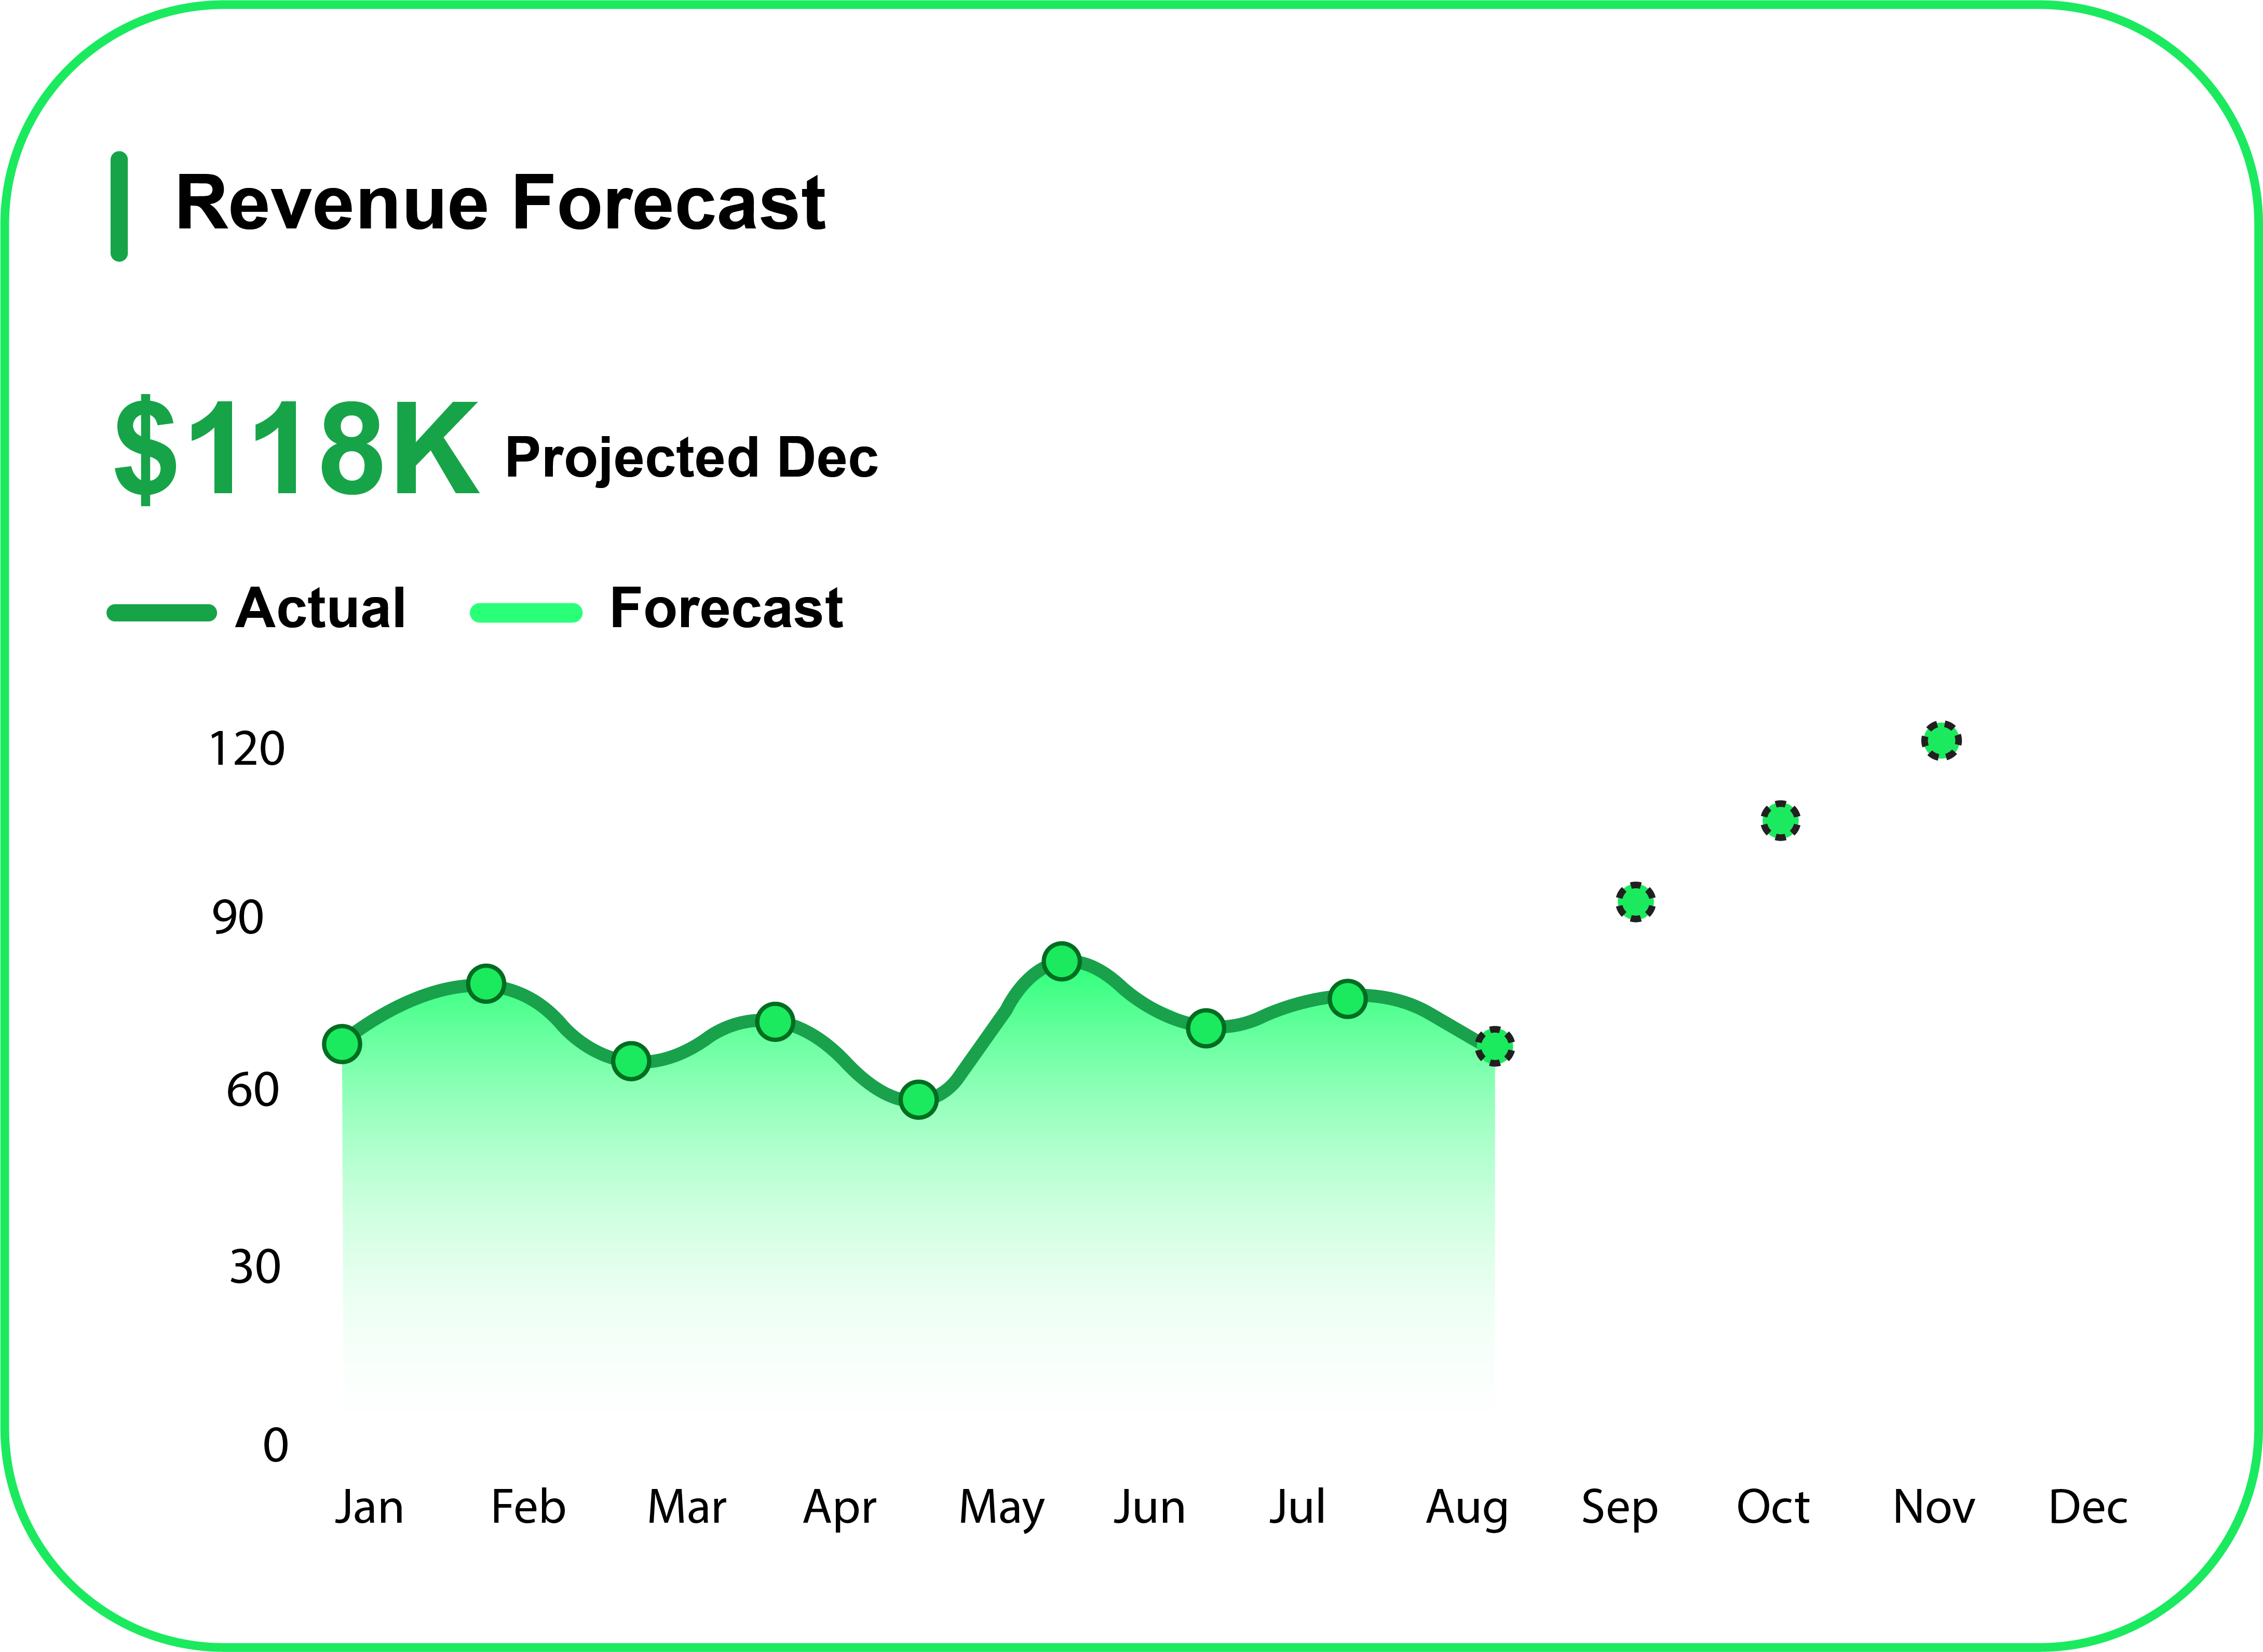 Revenue Forecast
$118K Projected Dec
Actual Forecast
120
90
60
30
0
Jan Feb Mar Apr May Jun Jul Aug Sep Oct Nov Dec